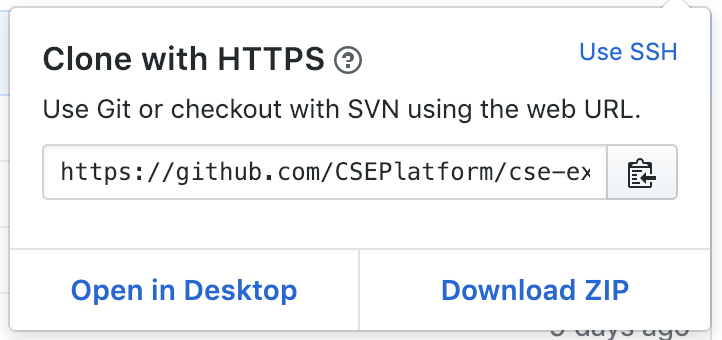 Clone with HTTPS ?
Use SSH
Use Git or checkout with SVN using the web URL.
https://github.com/CSEPlatform/cse-ex
Open in Desktop
Download ZIP
days ago